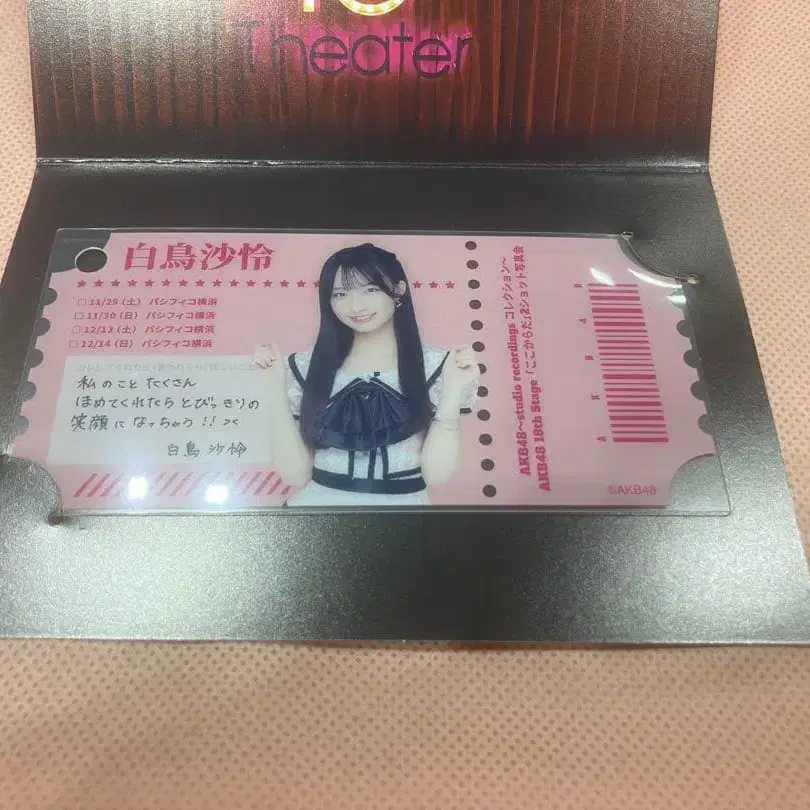 Theater
白鳥沙怜
□ 11/29（土） パシフィコ横浜
□ 11/30（日） パシフィコ横浜
□ 12/13（土） パシフィコ横浜
□ 12/14（日） パシフィコ横浜
私のこと たくさん
ほめてくれたら とびっきりの
笑顔になっちゃう!!
白鳥 沙怜
AKB48～studio recordings コレクション～
AKB48 18th Stage「ここからだ」2ショット写真会
AKB48
©AKB48